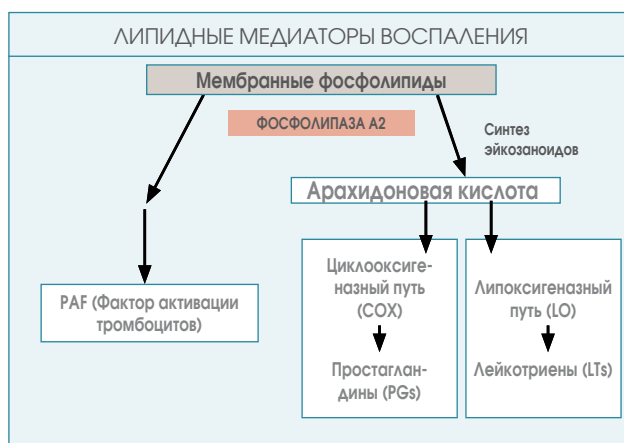 ЛИПИДНЫЕ МЕДИАТОРЫ ВОСПАЛЕНИЯ
Мембранные фосфолипиды
ФОСФОЛИПАЗА А2
Синтез
эйкозаноидов
Арахидоновая кислота
PAF (Фактор активации
тромбоцитов)
Циклооксиге-
назный путь
(COX)
Простаглан-
дины (PGs)
Липоксигеназный
путь (LO)
Лейкотриены (LTs)